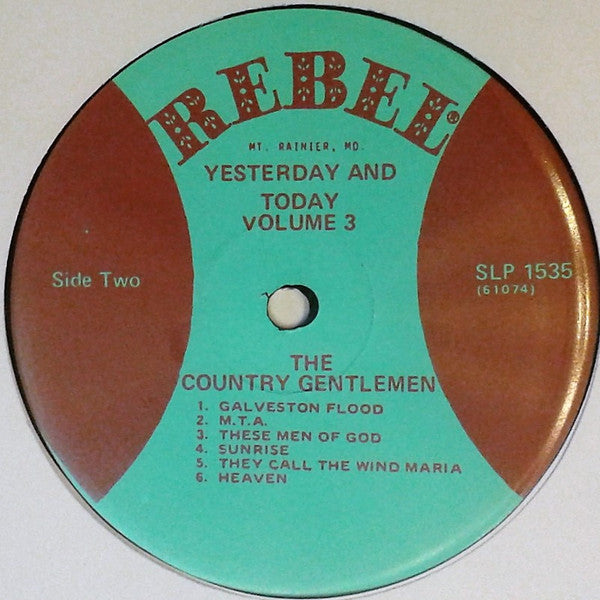 REBEL®
MT. RAINIER, MD.
YESTERDAY AND
TODAY
VOLUME 3
Side Two
SLP 1535
(61074)
THE
COUNTRY GENTLEMEN
1. GALVESTON FLOOD
2. M.T.A.
3. THESE MEN OF GOD
4. SUNRISE
5. THEY CALL THE WIND MARIA
6. HEAVEN